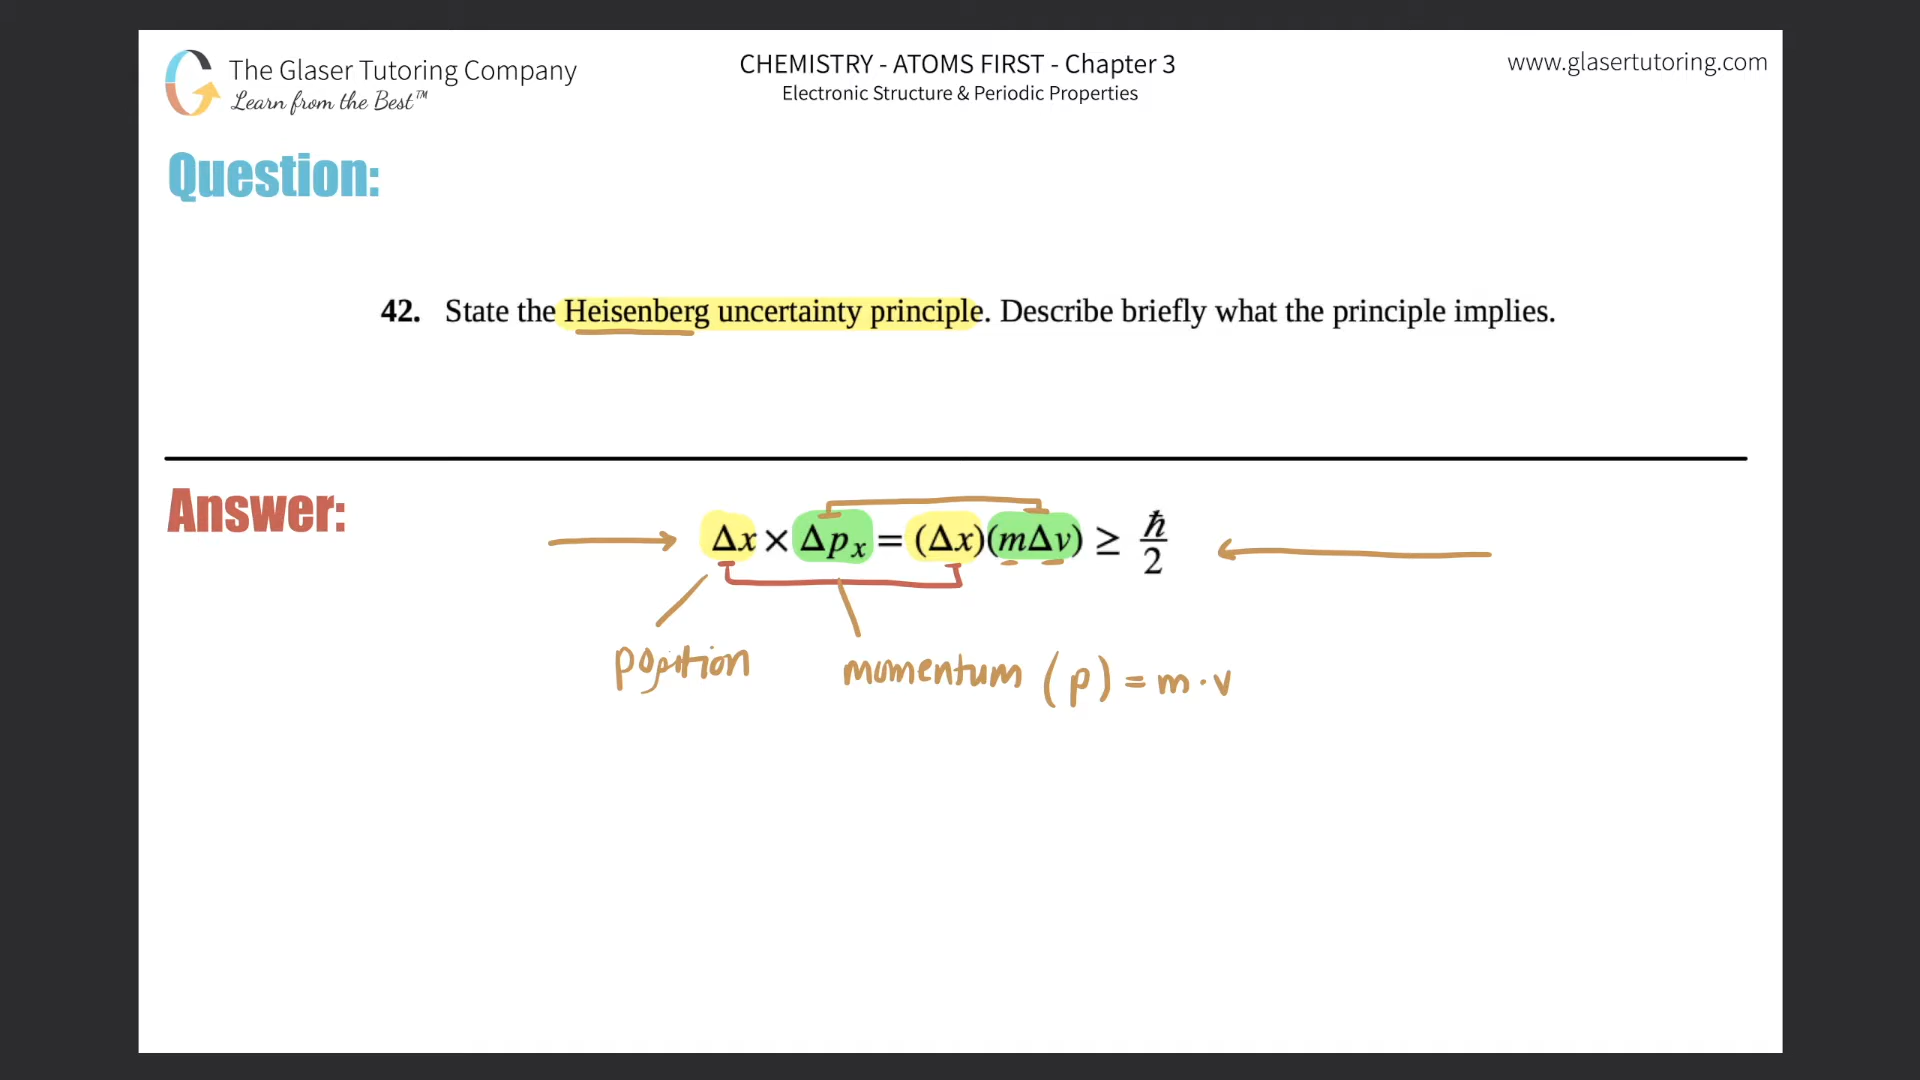 The Glaser Tutoring Company
Learn from the Best™
CHEMISTRY - ATOMS FIRST - Chapter 3
Electronic Structure & Periodic Properties
www.glasertutoring.com
Question:
42. State the Heisenberg uncertainty principle. Describe briefly what the principle implies.
Answer:
Δx × Δpₓ = (Δx)(mΔv) ≥ ℏ/2
position
momentum (p) = m · v